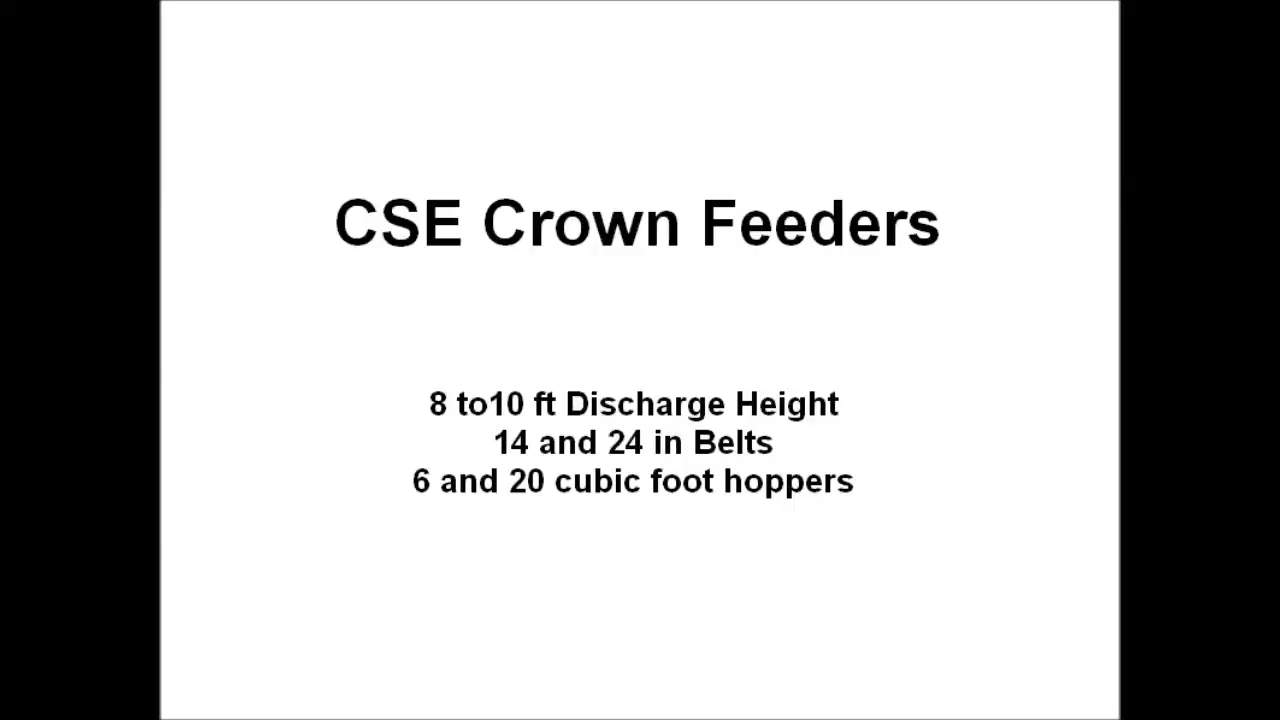 CSE Crown Feeders
8 to10 ft Discharge Height
14 and 24 in Belts
6 and 20 cubic foot hoppers